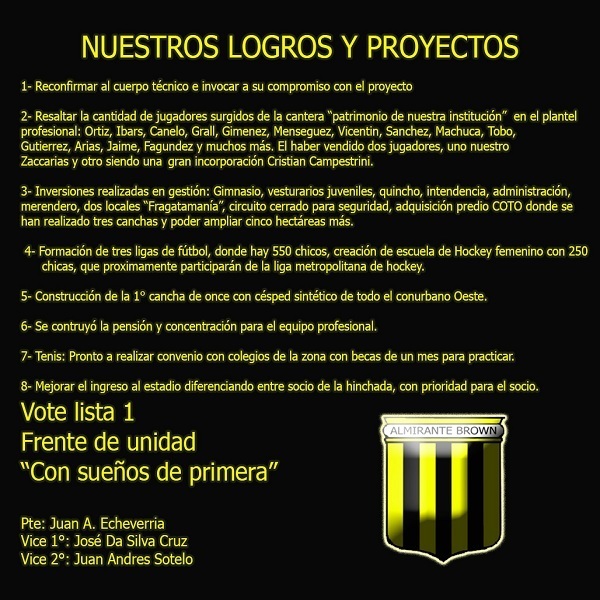 NUESTROS LOGROS Y PROYECTOS
1- Reconfirmar al cuerpo técnico e invocar a su compromiso con el proyecto
2- Resaltar la cantidad de jugadores surgidos de la cantera “patrimonio de nuestra institución” en el plantel
profesional: Ortiz, Ibars, Canelo, Grall, Gimenez, Menseguez, Vicentin, Sanchez, Machuca, Tobo,
Gutierrez, Arias, Jaime, Fagundez y muchos más. El haber vendido dos jugadores, uno nuestro
Zaccarias y otro siendo una gran incorporación Cristian Campestrini.
3- Inversiones realizadas en gestión: Gimnasio, vesturarios juveniles, quincho, intendencia, administración,
merendero, dos locales “Fragatamanía”, circuito cerrado para seguridad, adquisición predio COTO donde se
han realizado tres canchas y poder ampliar cinco hectáreas más.
4- Formación de tres ligas de fútbol, donde hay 550 chicos, creación de escuela de Hockey femenino con 250
chicas, que proximamente participarán de la liga metropolitana de hockey.
5- Construcción de la 1° cancha de once con césped sintético de todo el conurbano Oeste.
6- Se contruyó la pensión y concentración para el equipo profesional.
7- Tenis: Pronto a realizar convenio con colegios de la zona con becas de un mes para practicar.
8- Mejorar el ingreso al estadio diferenciando entre socio de la hinchada, con prioridad para el socio.
Vote lista 1
Frente de unidad
“Con sueños de primera”
Pte: Juan A. Echeverria
Vice 1°: José Da Silva Cruz
Vice 2°: Juan Andres Sotelo
ALMIRANTE BROWN